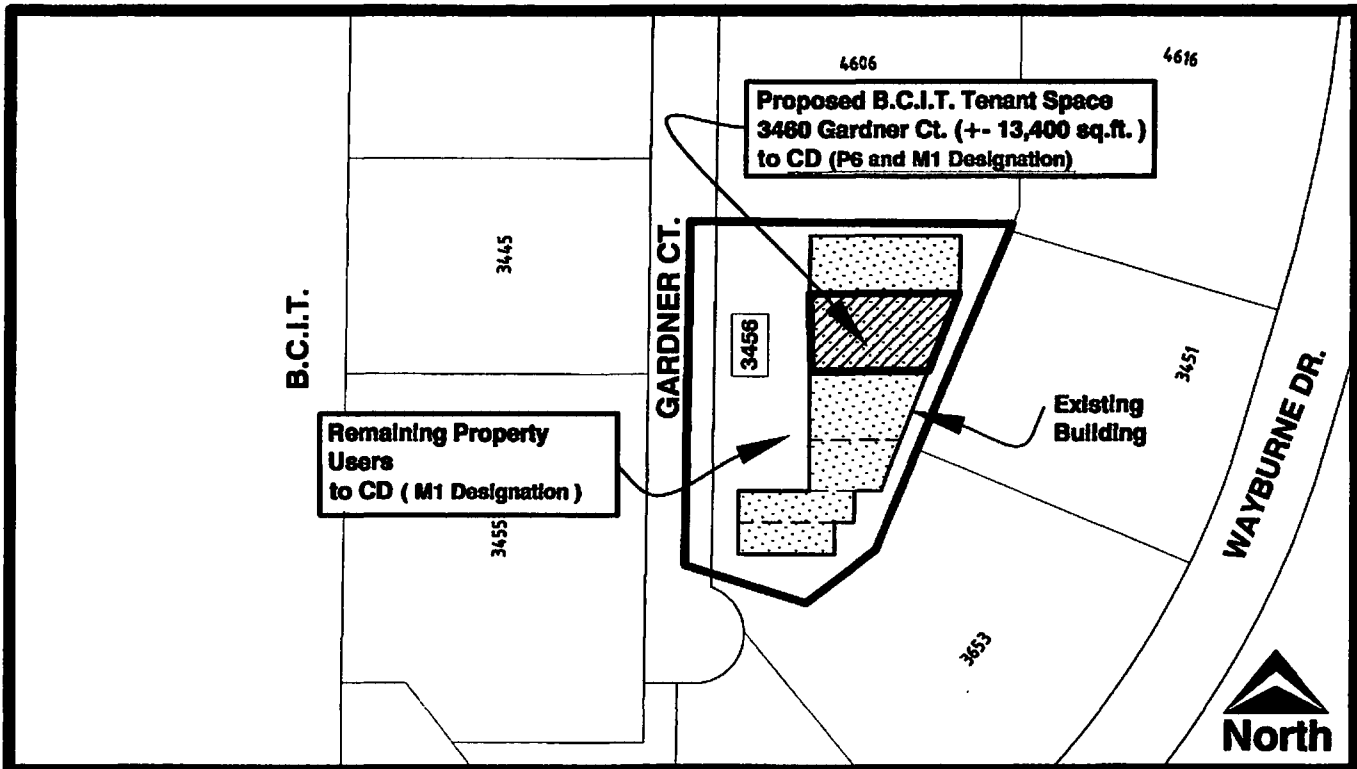 4606
4616
Proposed B.C.I.T. Tenant Space
3460 Gardner Ct. (+- 13,400 sq.ft. )
to CD (P6 and M1 Designation)
3445
B.C.I.T.
GARDNER CT.
3456
3451
WAYBURNE DR.
Existing
Building
Remaining Property
Users
to CD ( M1 Designation )
3455
3653
North